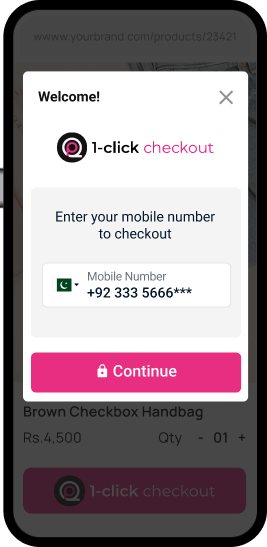 wwww.yourbrand.com/products/23421
Welcome!
1-click checkout
Enter your mobile number
to checkout
Mobile Number
+92 333 5666***
Continue
Brown Checkbox Handbag
Rs.4,500 Qty - 01 +
1-click checkout